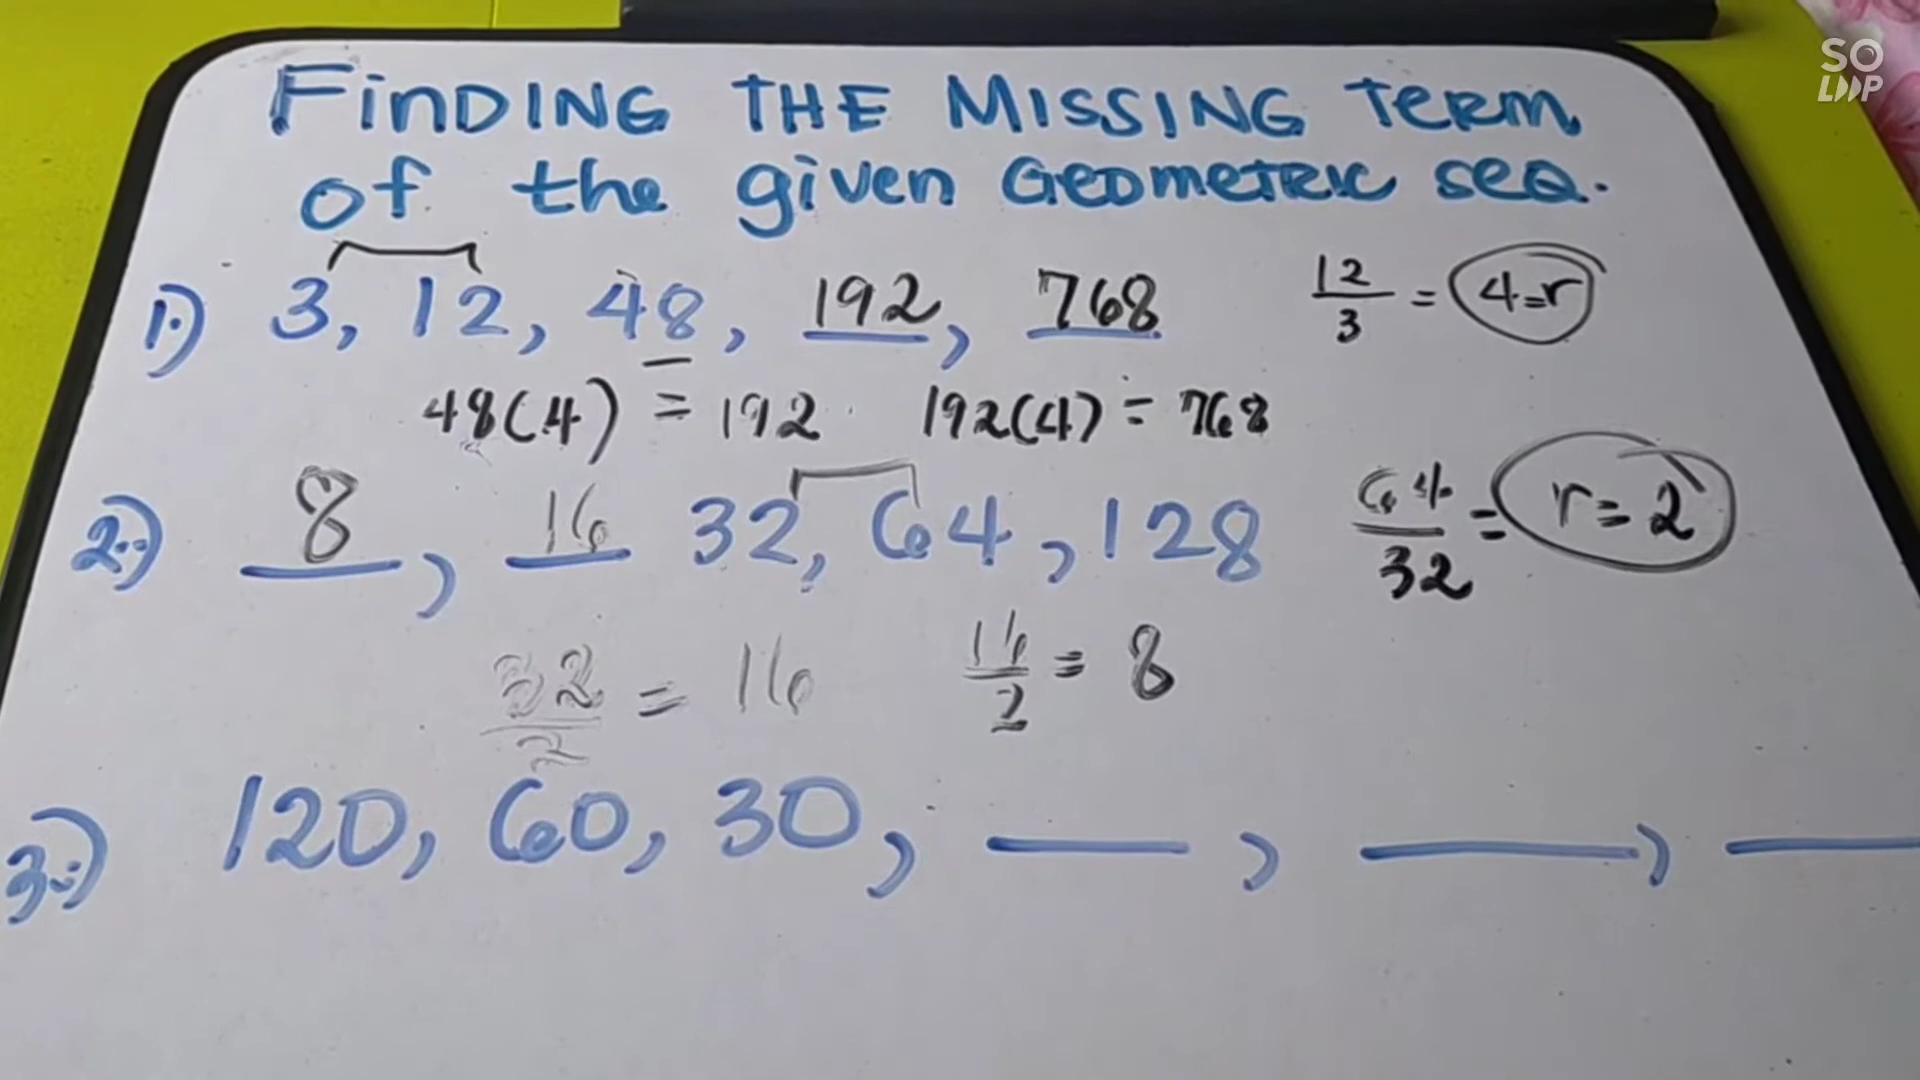 SO
LOOP
FINDING THE MISSING TERM
of the given GEOMETRIC SEQ.
1.) 3, 12, 48, 192, 768
12/3 = 4=r
48(4) = 192 192(4) = 768
2.) 8, 16 32, 64, 128
64/32 = r = 2
32/2 = 16 16/2 = 8
3.) 120, 60, 30, ___, ___, ___